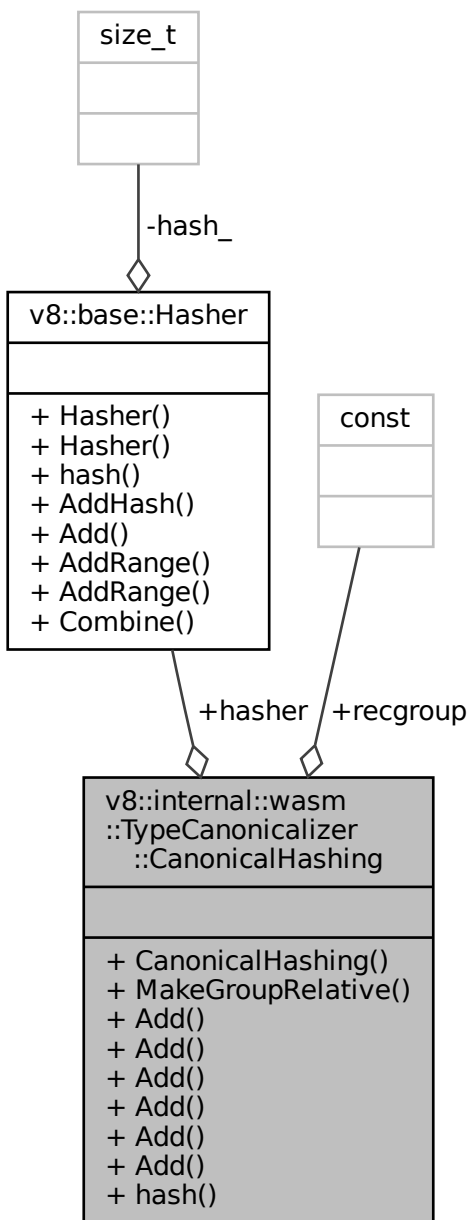 size_t
-hash_
v8::base::Hasher
+ Hasher()
+ Hasher()
+ hash()
+ AddHash()
+ Add()
+ AddRange()
+ AddRange()
+ Combine()
const
+hasher
+recgroup
v8::internal::wasm
::TypeCanonicalizer
::CanonicalHashing
+ CanonicalHashing()
+ MakeGroupRelative()
+ Add()
+ Add()
+ Add()
+ Add()
+ Add()
+ Add()
+ hash()